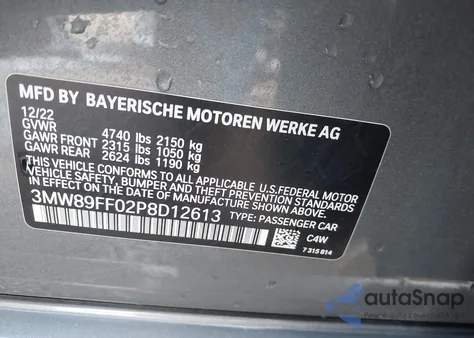 MFD BY BAYERISCHE MOTOREN WERKE AG
12/22
GVWR 4740 lbs 2150 kg
GAWR FRONT 2315 lbs 1050 kg
GAWR REAR 2624 lbs 1190 kg
THIS VEHICLE CONFORMS TO ALL APPLICABLE U.S.FEDERAL MOTOR
VEHICLE SAFETY, BUMPER, AND THEFT PREVENTION STANDARDS
IN EFFECT ON THE DATE OF MANUFACTURE SHOWN ABOVE.
3MW89FF02P8D12613 TYPE: PASSENGER CAR
C4W
7 315 814
autoSnap